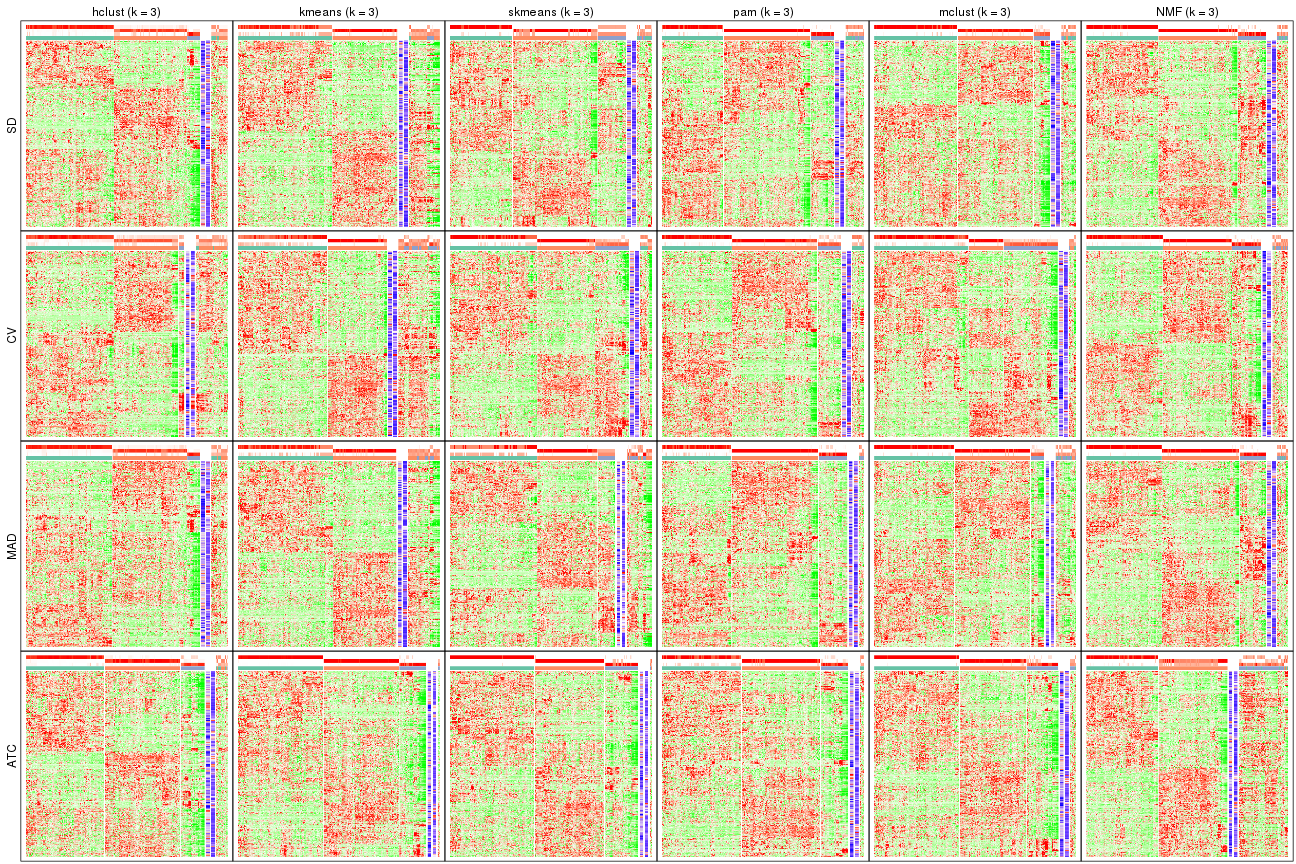 hclust (k = 3) kmeans (k = 3) skmeans (k = 3) pam (k = 3) mclust (k = 3) NMF (k = 3)
SD
CV
MAD
ATC